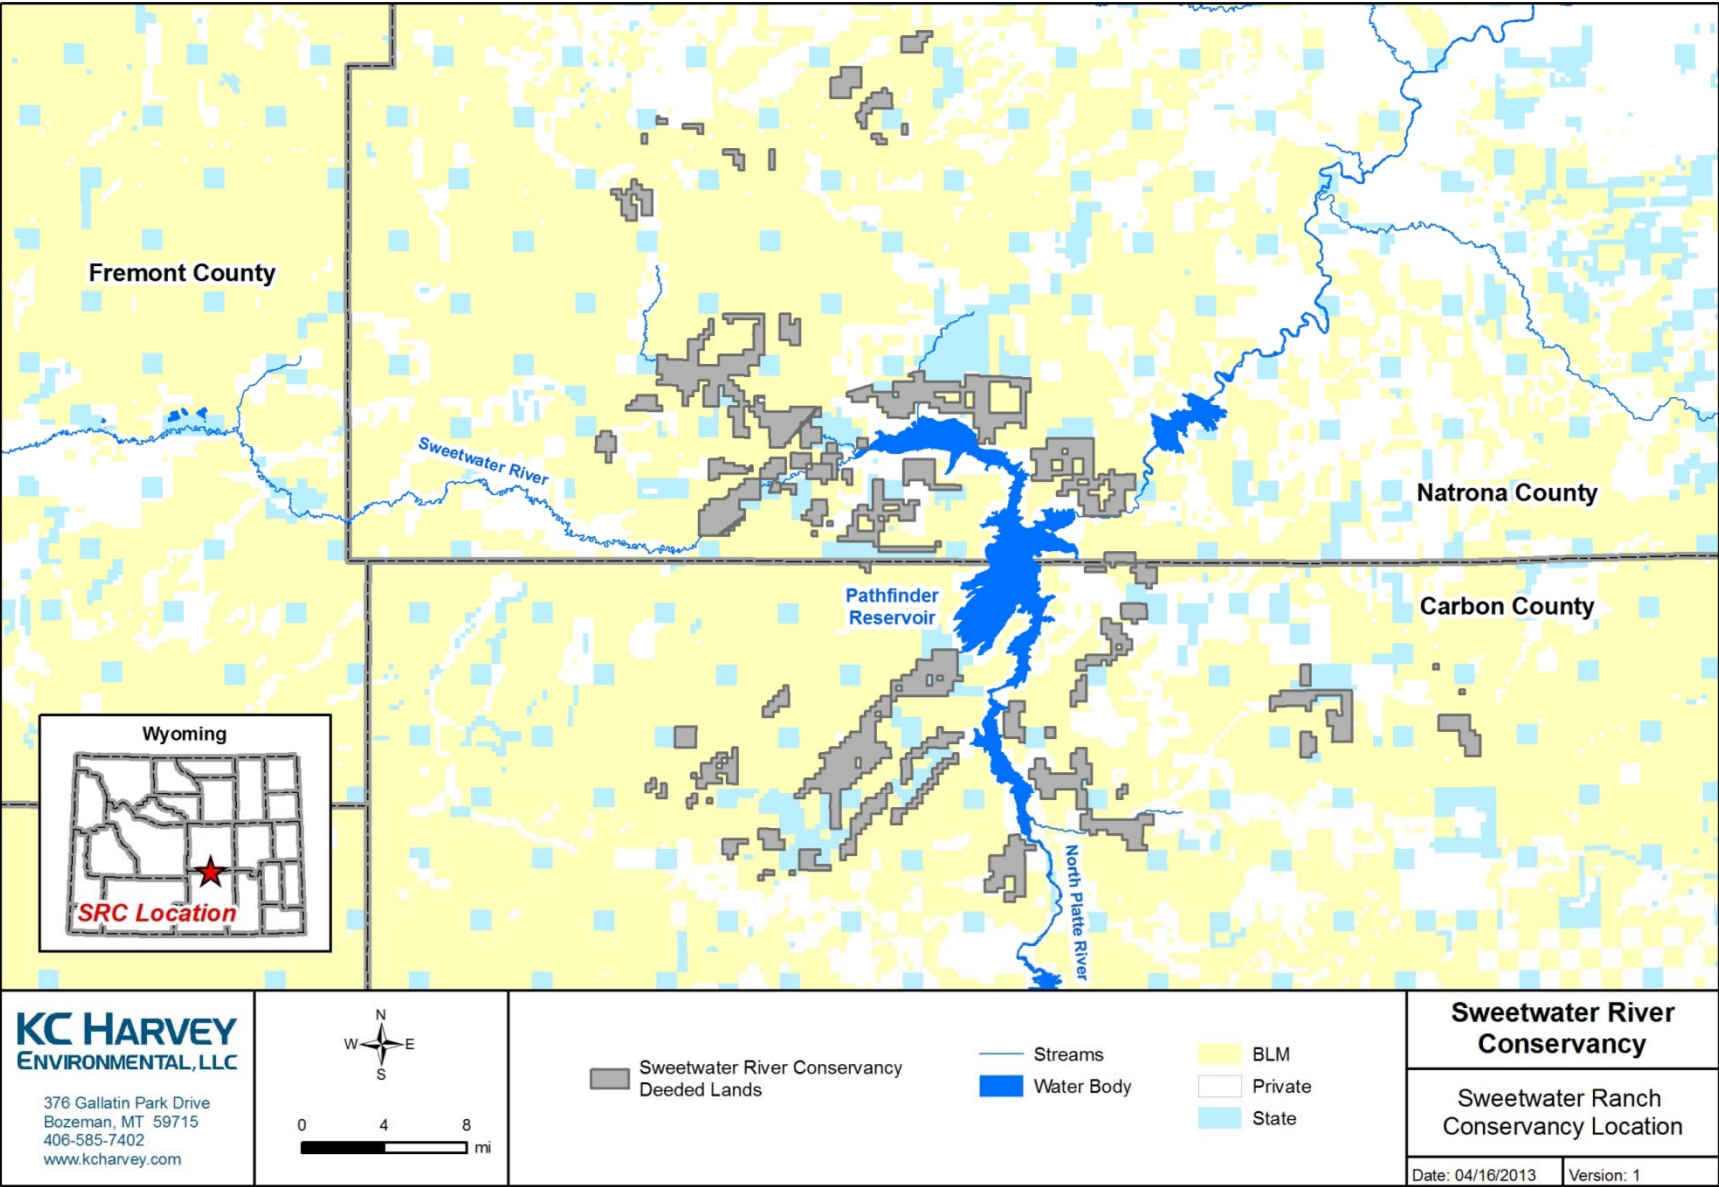 Fremont County
Sweetwater River
Natrona County
Pathfinder
Reservoir
Carbon County
North Platte River
Wyoming
SRC Location
KC HARVEY
ENVIRONMENTAL, LLC
376 Gallatin Park Drive
Bozeman, MT 59715
406-585-7402
www.kcharvey.com
N
W E
S
0 4 8
mi
Sweetwater River Conservancy
Deeded Lands
Streams
Water Body
BLM
Private
State
Sweetwater River
Conservancy
Sweetwater Ranch
Conservancy Location
Date: 04/16/2013
Version: 1